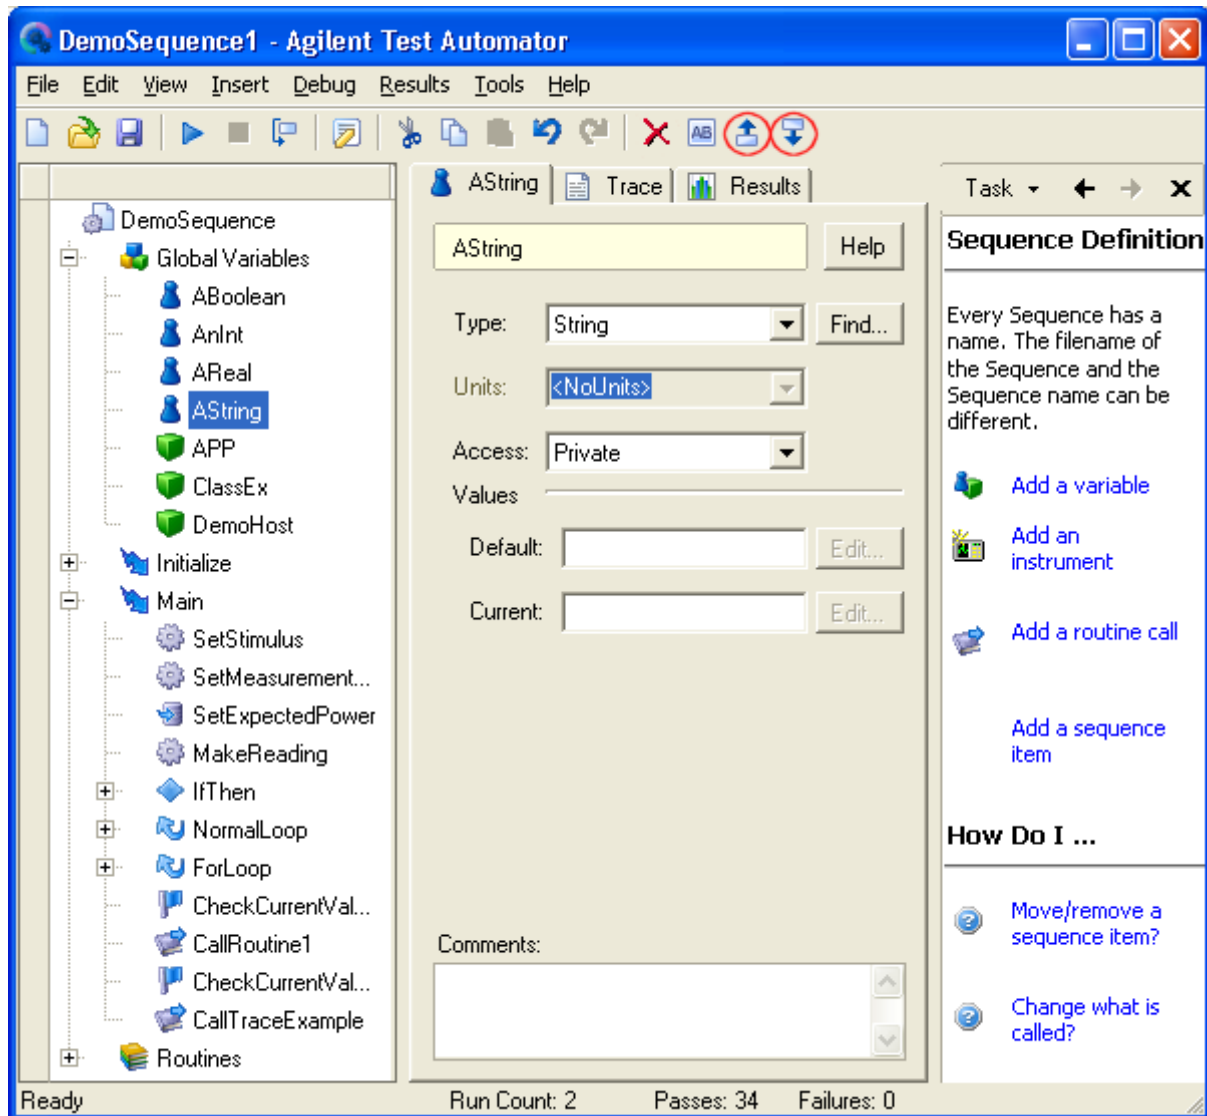 DemoSequence1 - Agilent Test Automator
File Edit View Insert Debug Results Tools Help
AB
DemoSequence
Global Variables
ABoolean
AnInt
AReal
AString
APP
ClassEx
DemoHost
Initialize
Main
SetStimulus
SetMeasurement...
SetExpectedPower
MakeReading
IfThen
NormalLoop
ForLoop
CheckCurrentVal...
CallRoutine1
CheckCurrentVal...
CallTraceExample
Routines
AString Trace Results
AString Help
Type: String Find...
Units: <NoUnits>
Access: Private
Values
Default: Edit...
Current: Edit...
Comments:
Task
Sequence Definition
Every Sequence has a
name. The filename of
the Sequence and the
Sequence name can be
different.
Add a variable
Add an
instrument
Add a routine call
Add a sequence
item
How Do I ...
Move/remove a
sequence item?
Change what is
called?
Ready Run Count: 2 Passes: 34 Failures: 0